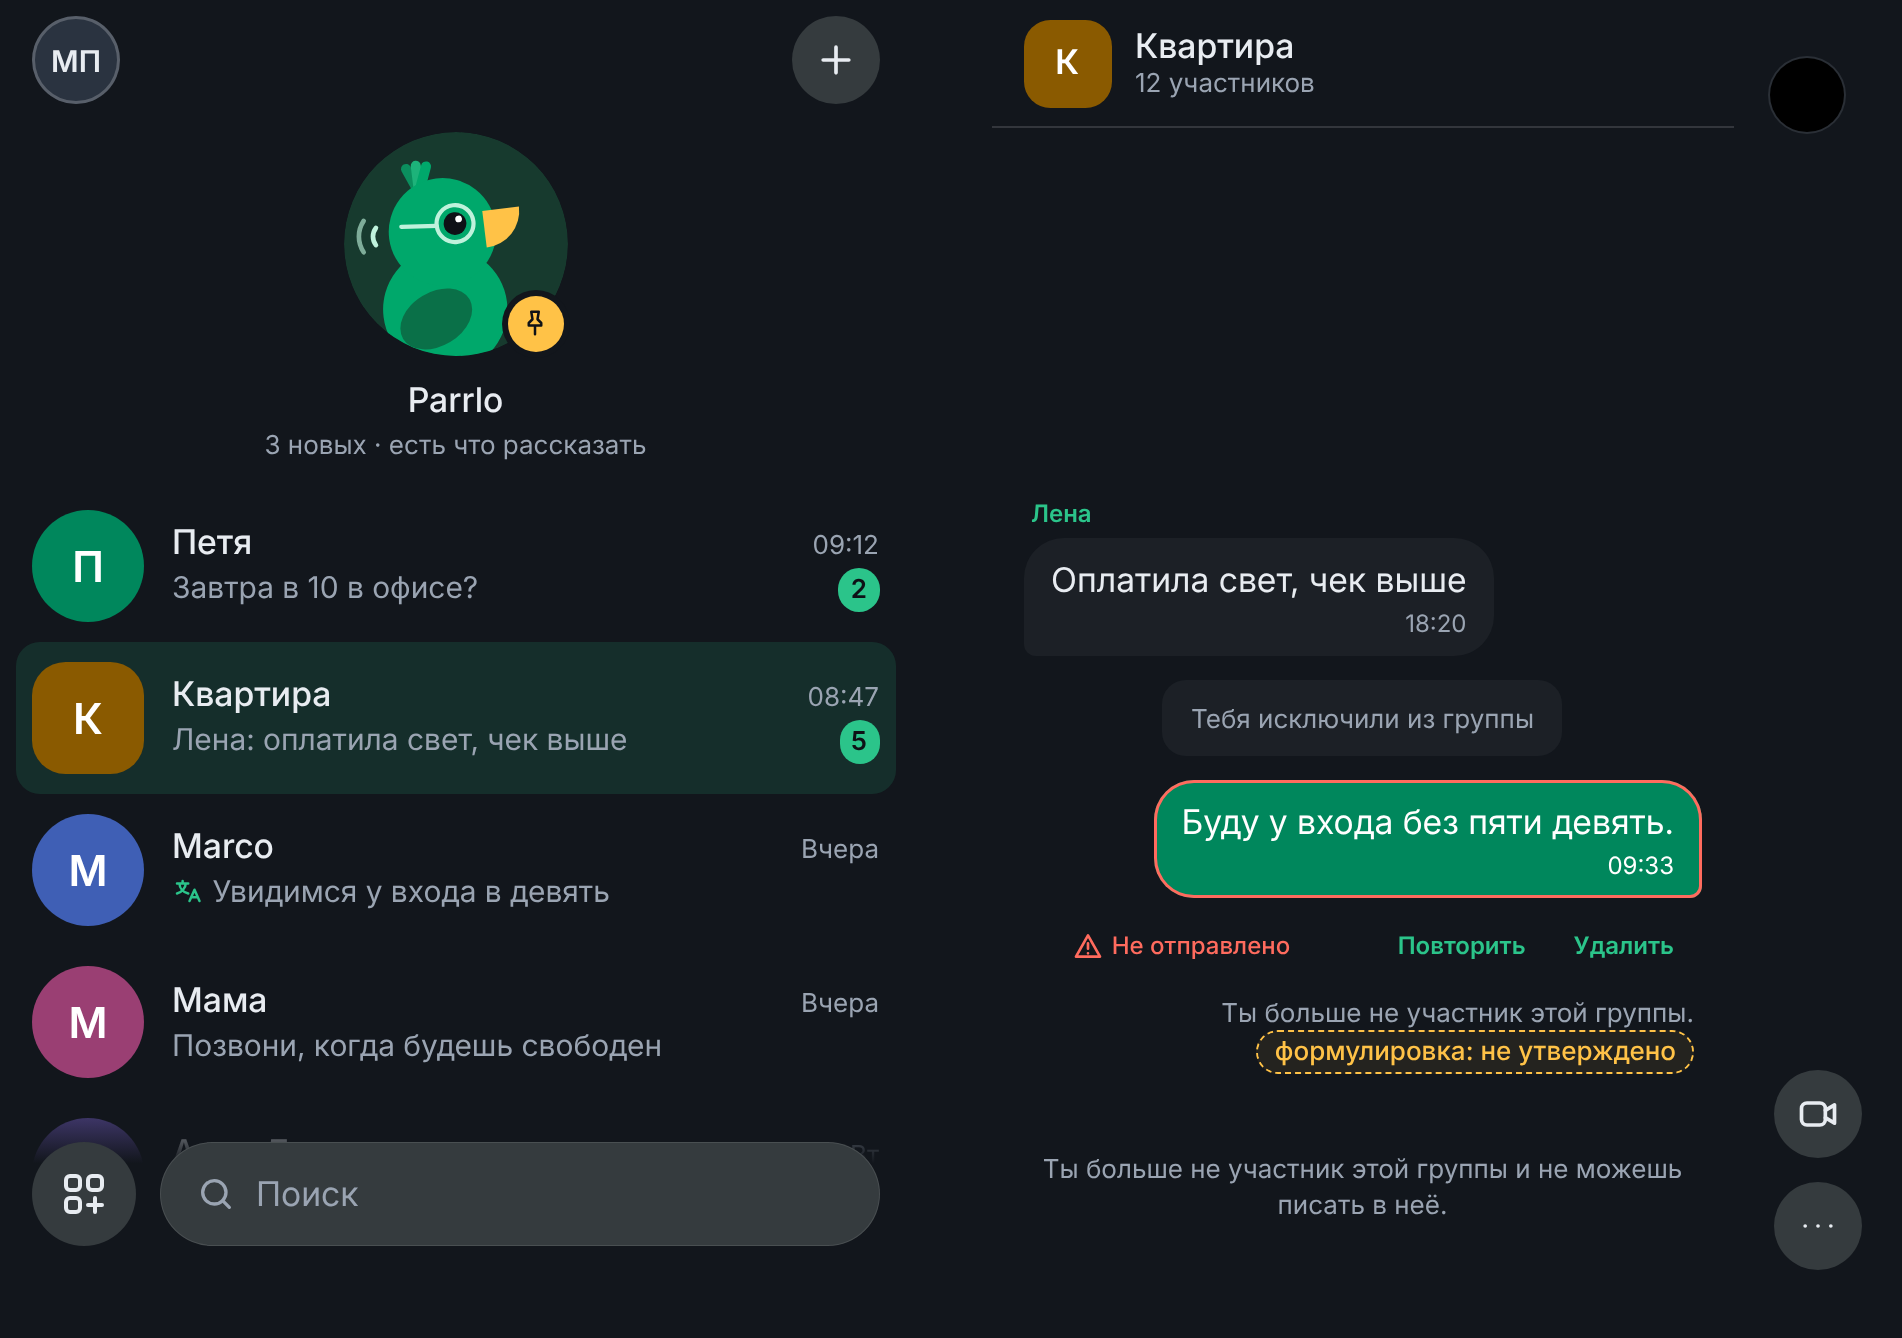 МП
Parrlo
3 новых · есть что рассказать
П
Петя
09:12
Завтра в 10 в офисе?
2
К
Квартира
08:47
Лена: оплатила свет, чек выше
5
M
Marco
Вчера
Увидимся у входа в девять
М
Мама
Вчера
Позвони, когда будешь свободен
Поиск
К
Квартира
12 участников
Лена
Оплатила свет, чек выше
18:20
Тебя исключили из группы
Буду у входа без пяти девять.
09:33
Не отправлено
Повторить
Удалить
Ты больше не участник этой группы.
формулировка: не утверждено
Ты больше не участник этой группы и не можешь
писать в неё.